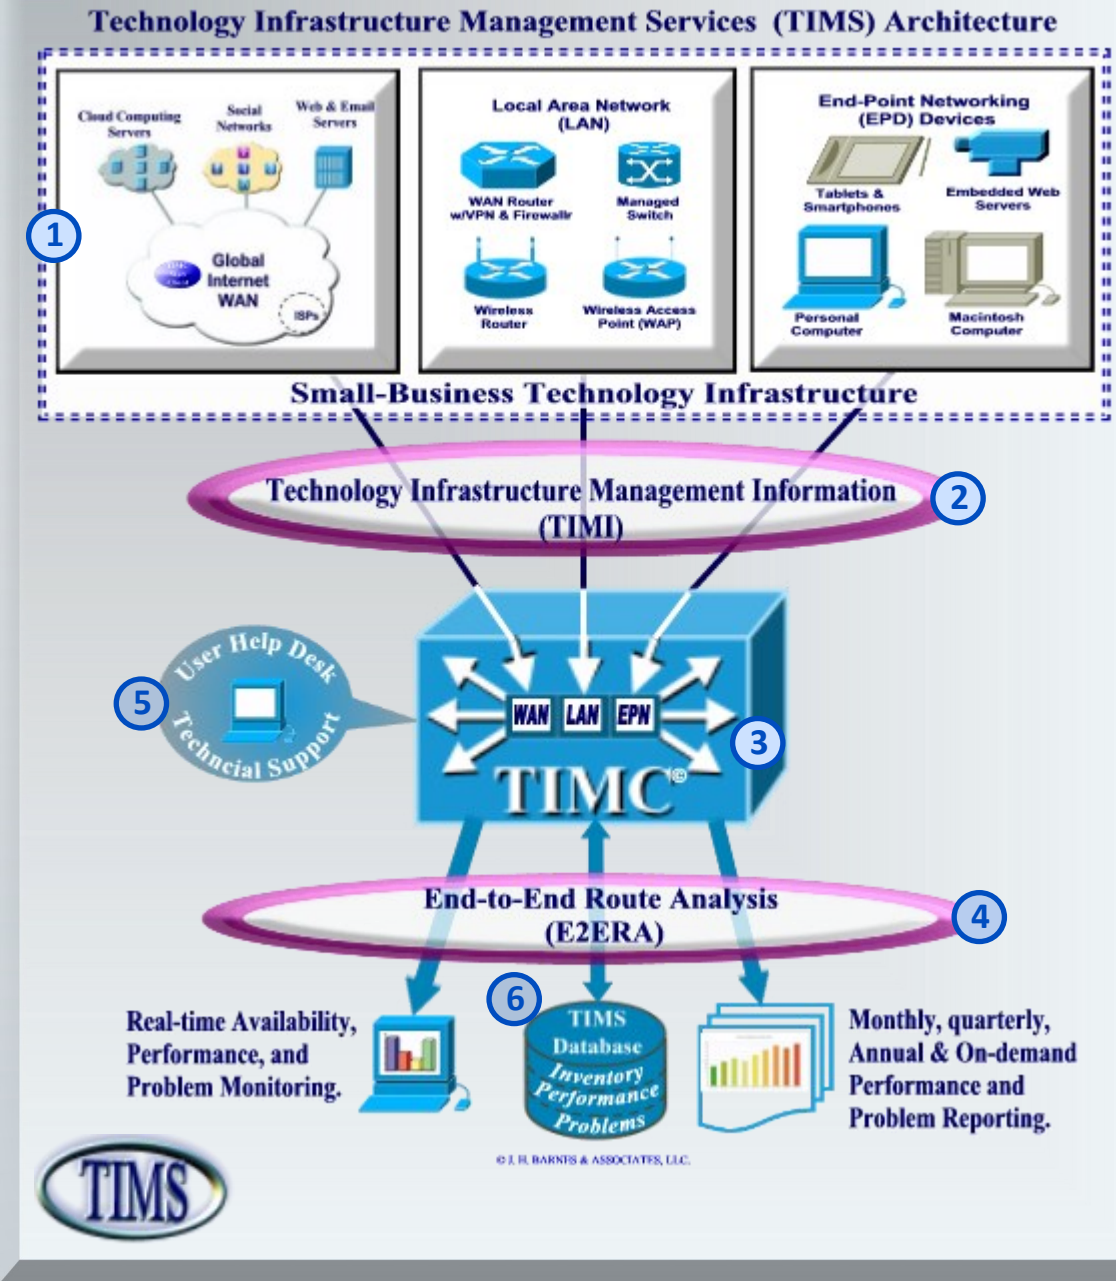 Technology Infrastructure Management Services (TIMS) Architecture
Cloud Computing
Servers
Social
Networks
Web & Email
Servers
Global
Internet
WAN
ISPs
Local Area Network
(LAN)
WAN Router
w/VPN & Firewallr
Managed
Switch
Wireless
Router
Wireless Access
Point (WAP)
End-Point Networking
(EPD) Devices
Tablets &
Smartphones
Embedded Web
Servers
Personal
Computer
Macintosh
Computer
1
Small-Business Technology Infrastructure
Technology Infrastructure Management Information
(TIMI)
2
User Help Desk
Techncial Support
5
WAN LAN EPN
3
TIMC©
End-to-End Route Analysis
(E2ERA)
4
6
Real-time Availability,
Performance, and
Problem Monitoring.
TIMS
Database
Inventory
Performance
Problems
Monthly, quarterly,
Annual & On-demand
Performance and
Problem Reporting.
© J. H. BARNES & ASSOCIATES, LLC.
TIMS